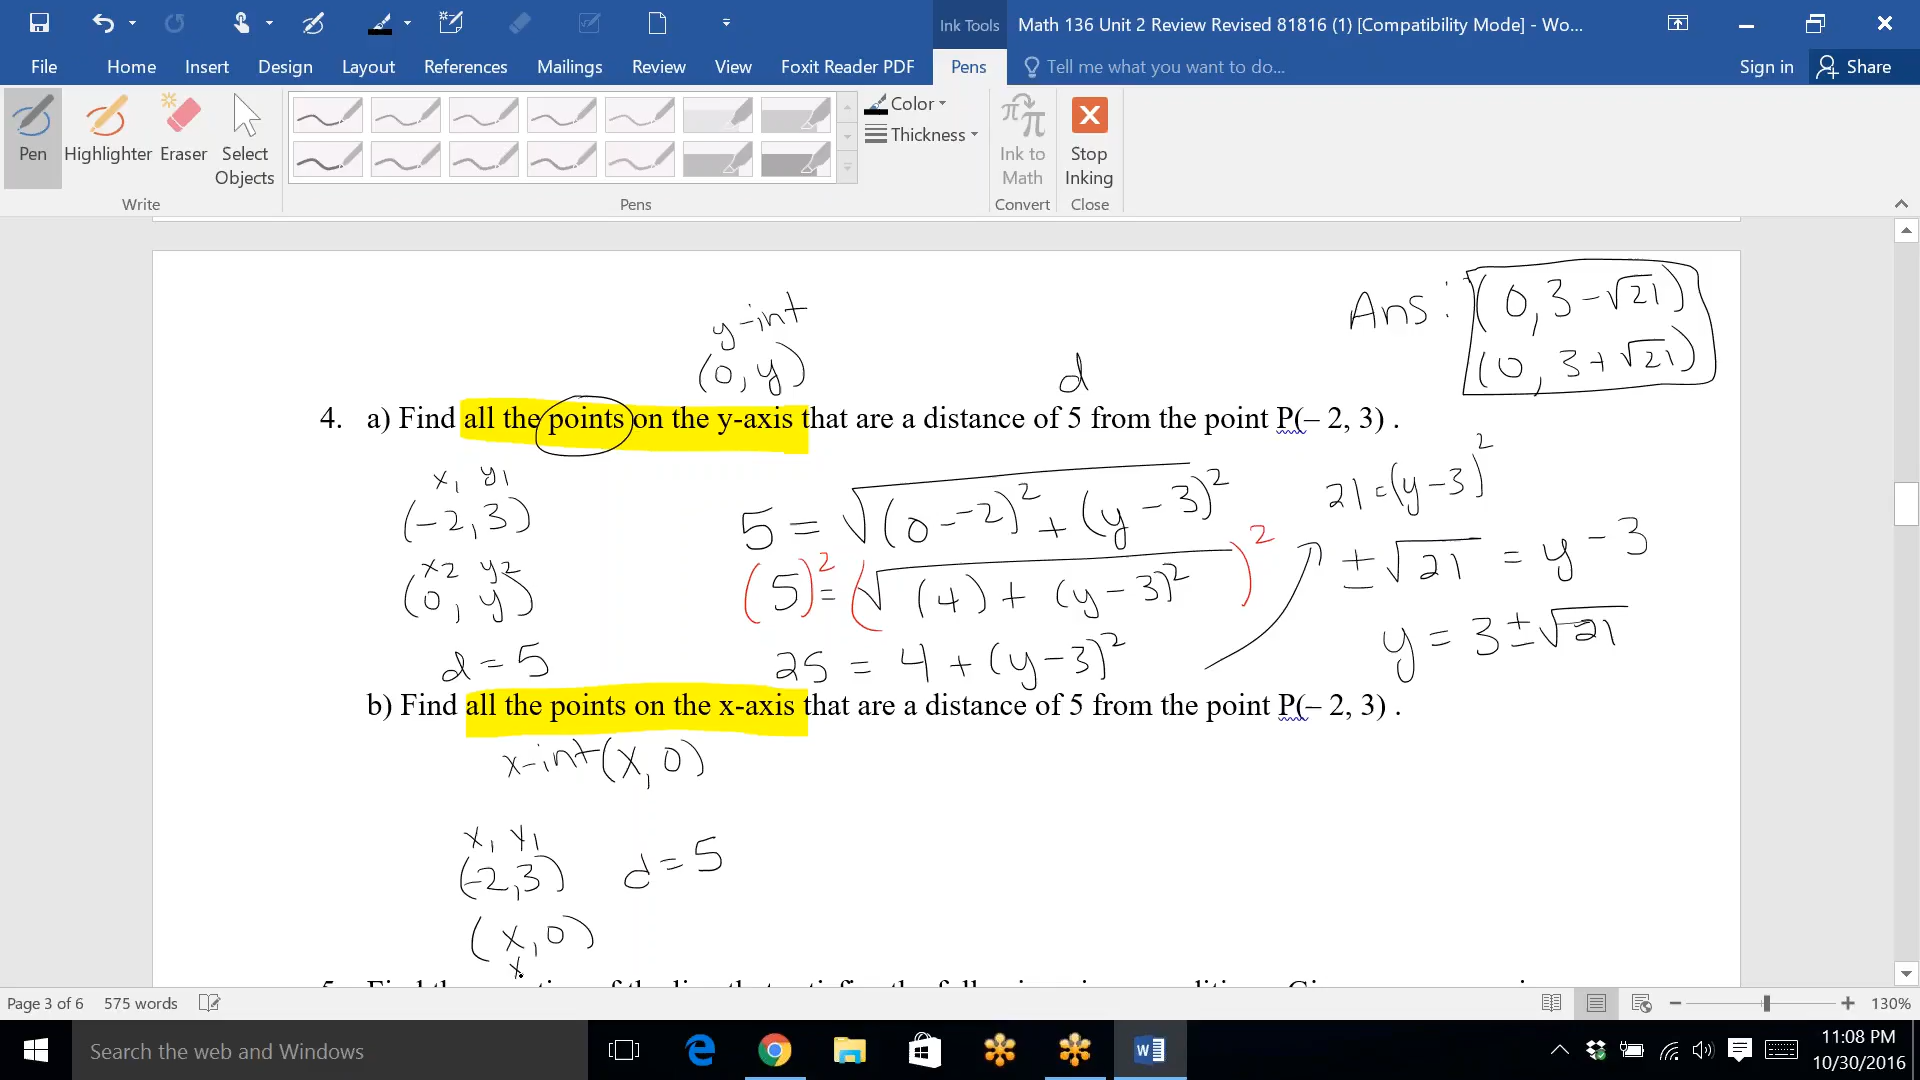 Ink Tools
Math 136 Unit 2 Review Revised 81816 (1) [Compatibility Mode] - Wo...
File Home Insert Design Layout References Mailings Review View Foxit Reader PDF Pens Tell me what you want to do... Sign in Share
Pen Highlighter Eraser Select Objects
Color
Thickness
Ink to Math
Stop Inking
Write Pens Convert Close
y-int
(0, y)
d
Ans: (0, 3-√21)
(0, 3+√21)
4. a) Find all the points on the y-axis that are a distance of 5 from the point P(– 2, 3) .
x₁ y₁
(-2, 3)
x₂ y₂
(0, y)
d = 5
5 = √(0--2)² + (y-3)²
(5)² = (√(4) + (y-3)²)²
25 = 4 + (y-3)²
21 = (y-3)²
±√21 = y-3
y = 3±√21
b) Find all the points on the x-axis that are a distance of 5 from the point P(– 2, 3) .
x-int (x, 0)
x₁ y₁
(-2, 3) d = 5
(x, 0)
x
Page 3 of 6 575 words 130%
Search the web and Windows
11:08 PM
10/30/2016